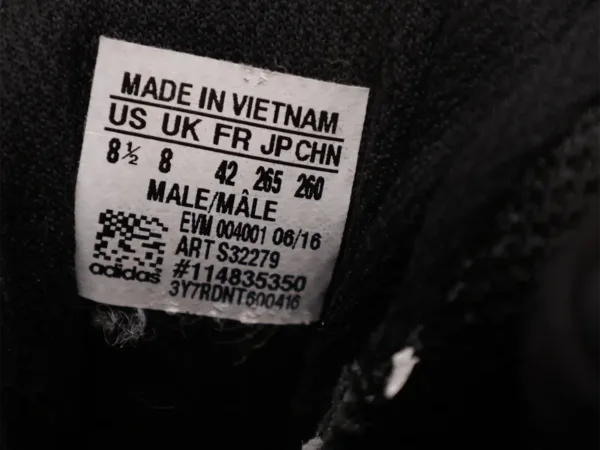 MADE IN VIETNAM
US UK FR JP CHN
8½ 8 42 265 260
MALE/MÂLE
EVM 004001 06/16
ART S32279
#114835350
3Y7RDNT600416
adidas